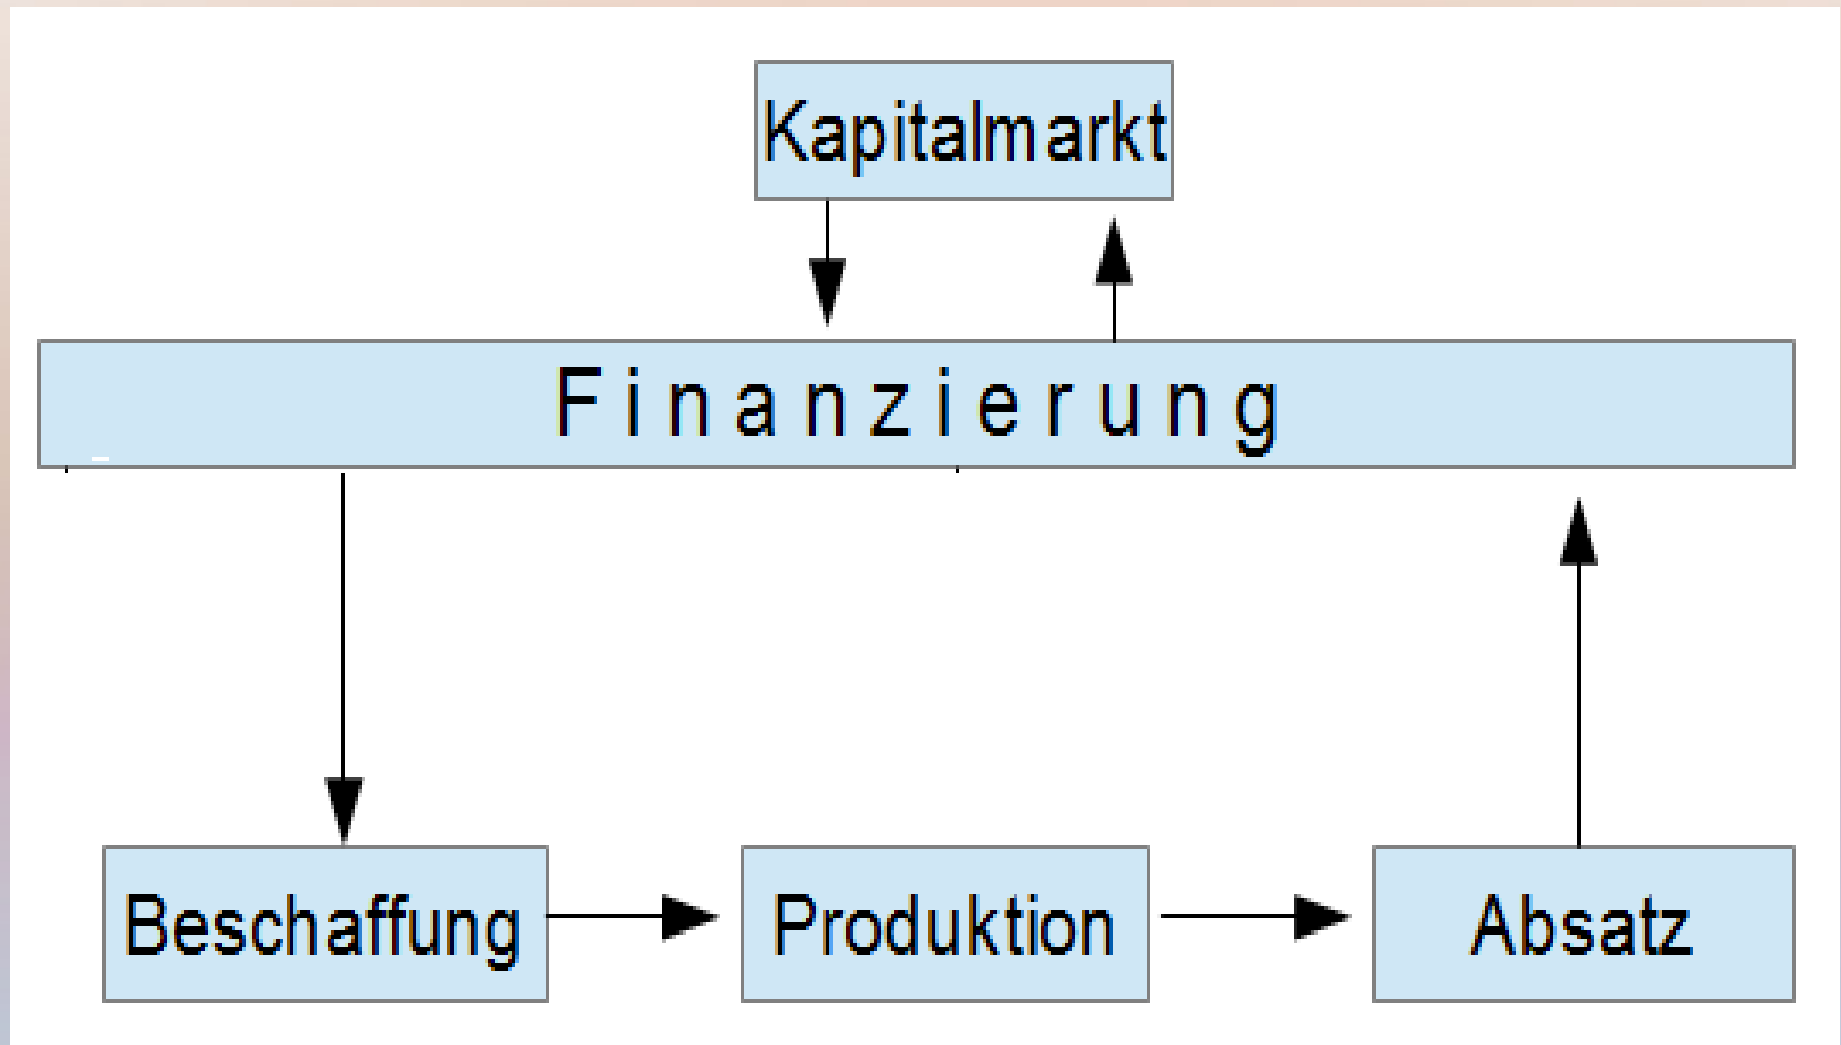 Kapitalmarkt
Finanzierung
Beschaffung
Produktion
Absatz